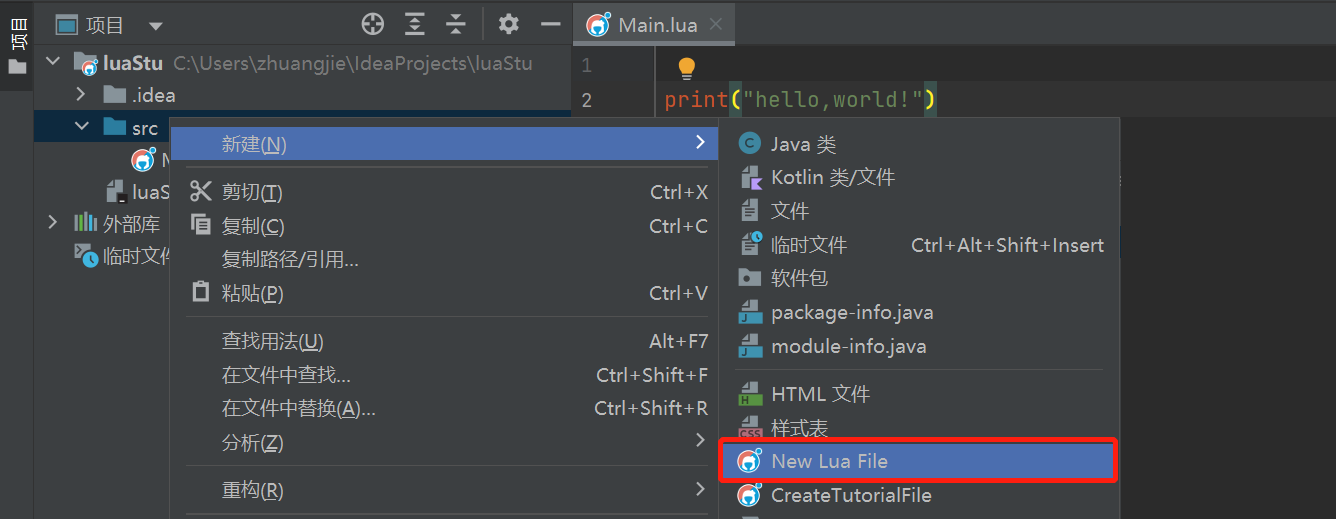 项目
项目
Main.lua
luaStu C:\Users\zhuangjie\IdeaProjects\luaStu
1
.idea
2 print("hello,world!")
src
新建(N)
剪切(T) Ctrl+X
复制(C) Ctrl+C
复制路径/引用...
粘贴(P) Ctrl+V
查找用法(U) Alt+F7
在文件中查找... Ctrl+Shift+F
在文件中替换(A)... Ctrl+Shift+R
分析(Z)
重构(R)
luaS
外部库
临时文件
Java 类
Kotlin 类/文件
文件
临时文件 Ctrl+Alt+Shift+Insert
软件包
package-info.java
module-info.java
HTML 文件
样式表
New Lua File
CreateTutorialFile